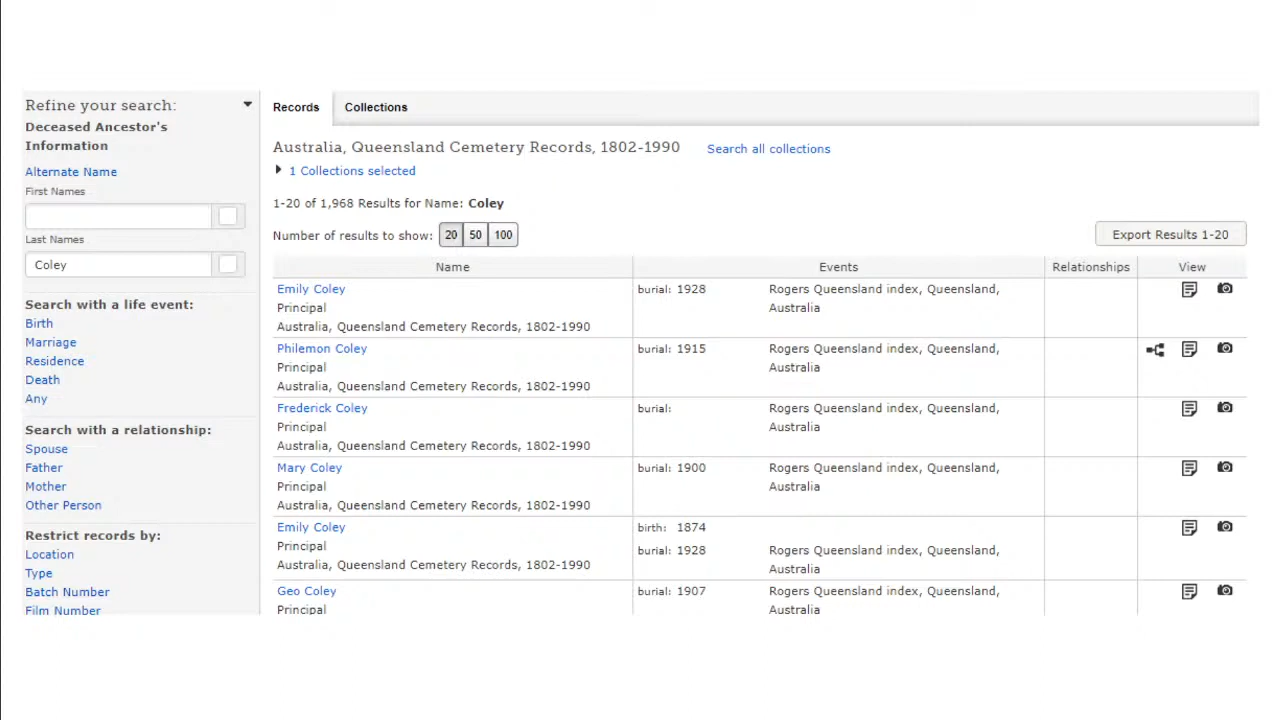 Refine your search:
Deceased Ancestor's
Information
Alternate Name
First Names
Last Names
Coley
Search with a life event:
Birth
Marriage
Residence
Death
Any
Search with a relationship:
Spouse
Father
Mother
Other Person
Restrict records by:
Location
Type
Batch Number
Film Number
Records Collections
Australia, Queensland Cemetery Records, 1802-1990 Search all collections
1 Collections selected
1-20 of 1,968 Results for Name: Coley
Number of results to show: 20 50 100 Export Results 1-20
Name Events Relationships View
Emily Coley burial: 1928 Rogers Queensland index, Queensland,
Principal Australia
Australia, Queensland Cemetery Records, 1802-1990
Philemon Coley burial: 1915 Rogers Queensland index, Queensland,
Principal Australia
Australia, Queensland Cemetery Records, 1802-1990
Frederick Coley burial: Rogers Queensland index, Queensland,
Principal Australia
Australia, Queensland Cemetery Records, 1802-1990
Mary Coley burial: 1900 Rogers Queensland index, Queensland,
Principal Australia
Australia, Queensland Cemetery Records, 1802-1990
Emily Coley birth: 1874
Principal burial: 1928 Rogers Queensland index, Queensland,
Australia, Queensland Cemetery Records, 1802-1990 Australia
Geo Coley burial: 1907 Rogers Queensland index, Queensland,
Principal Australia